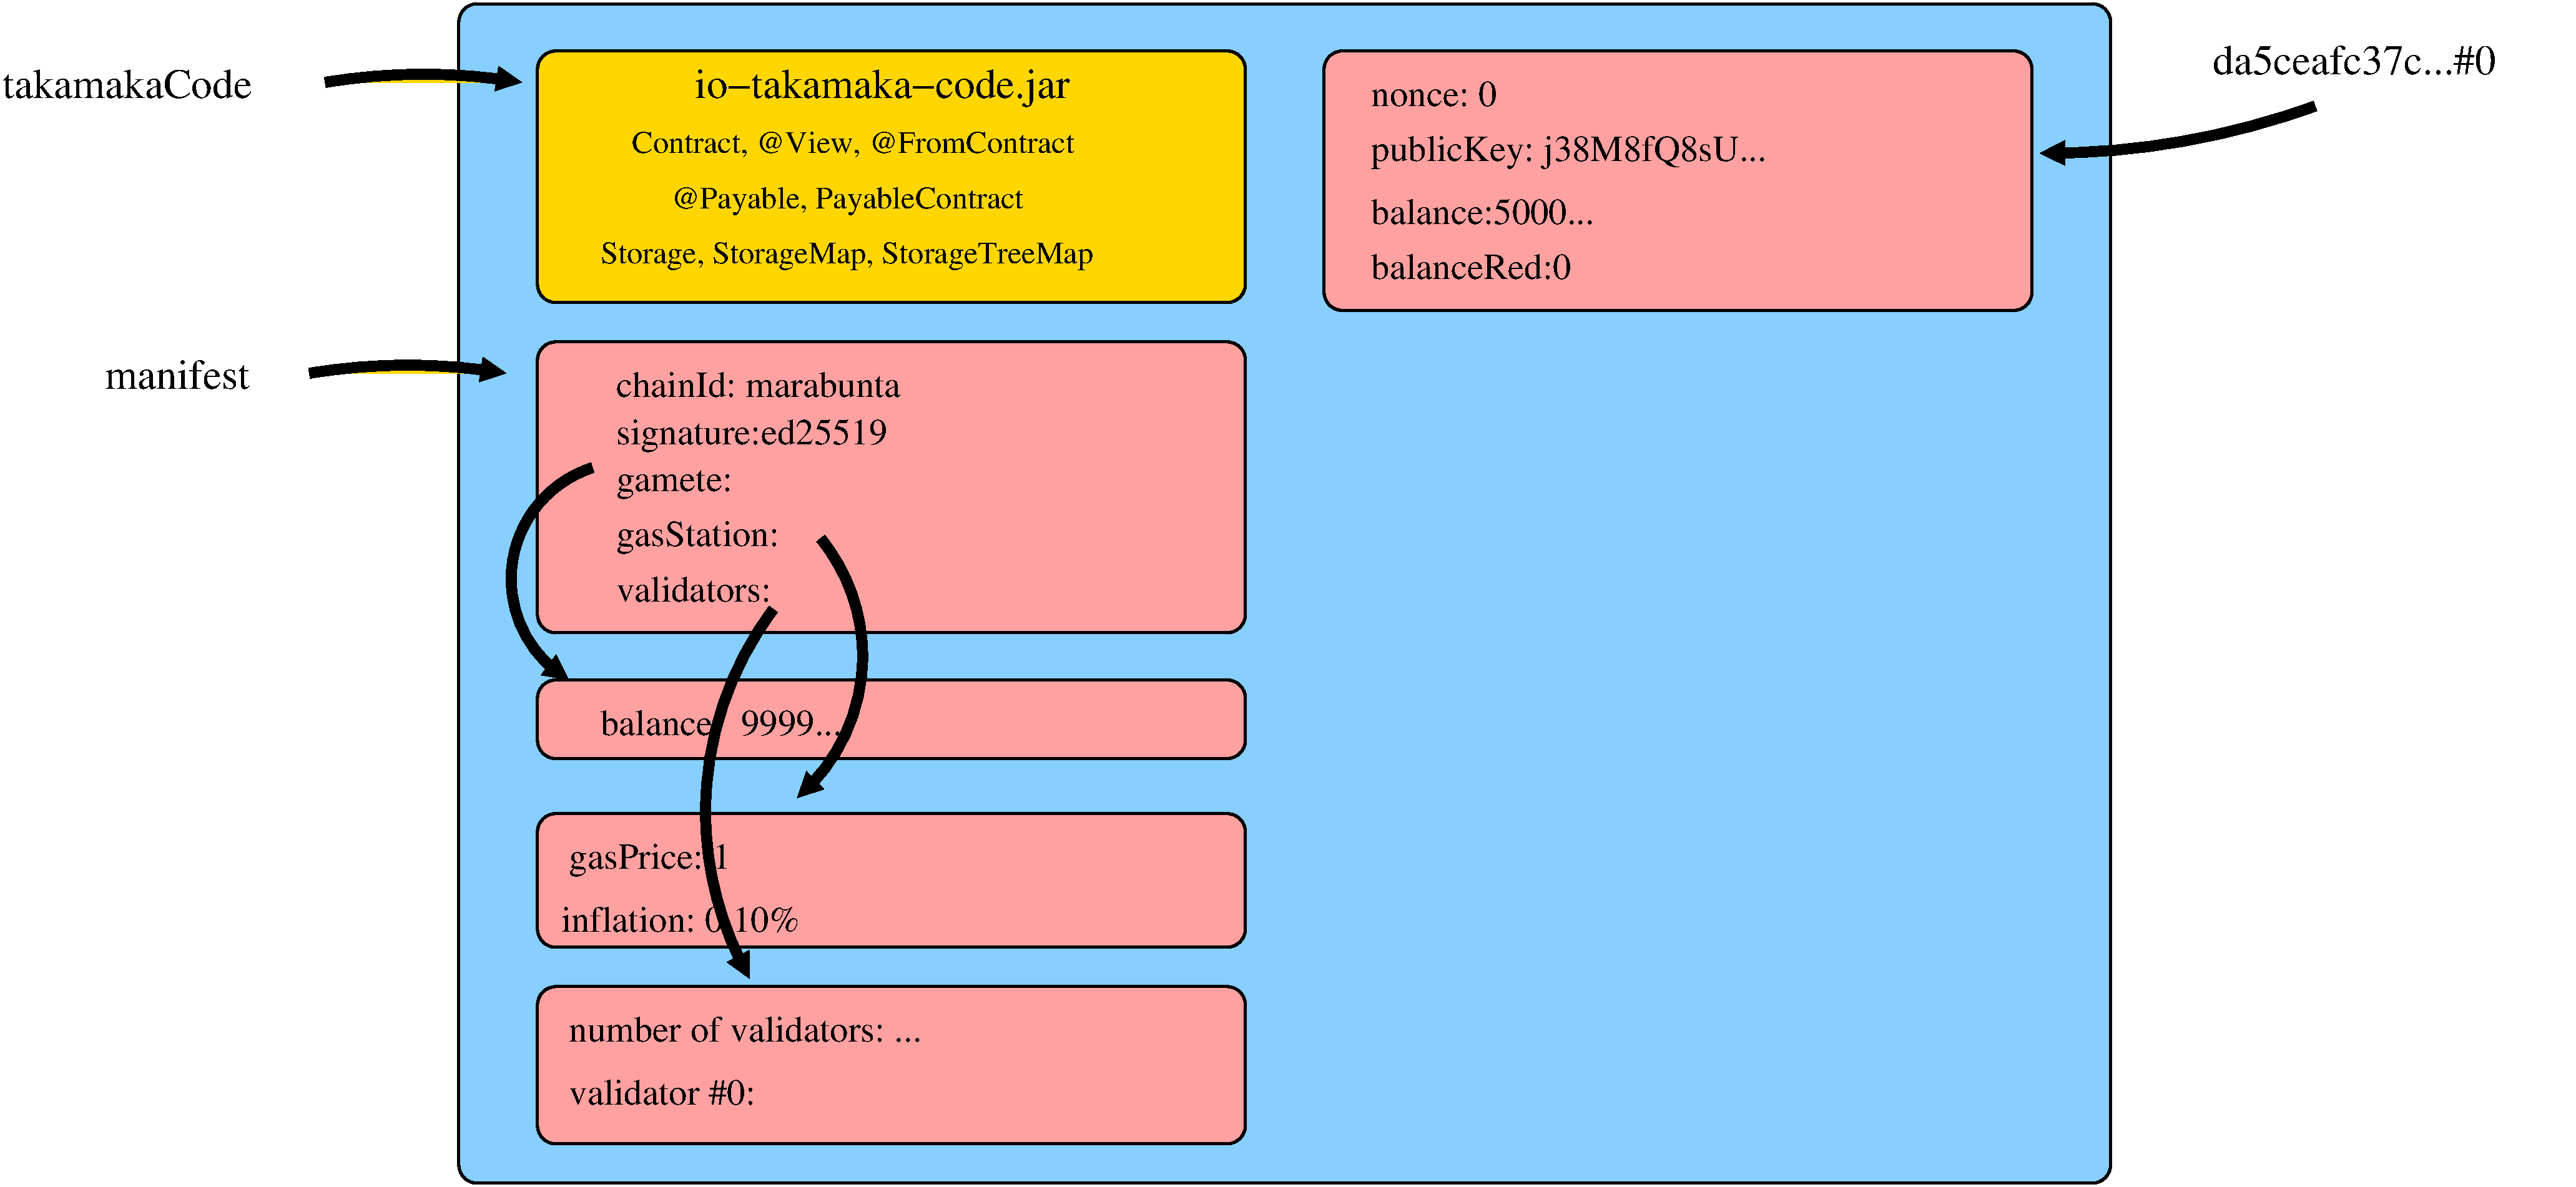 takamakaCode
io−takamaka−code.jar
Contract, @View, @FromContract
@Payable, PayableContract
Storage, StorageMap, StorageTreeMap
nonce: 0
publicKey: j38M8fQ8sU...
balance:5000...
balanceRed:0
da5ceafc37c...#0
manifest
chainId: marabunta
signature:ed25519
gamete:
gasStation:
validators:
balance 9999...
gasPrice: 1
inflation: 0.10%
number of validators: ...
validator #0: